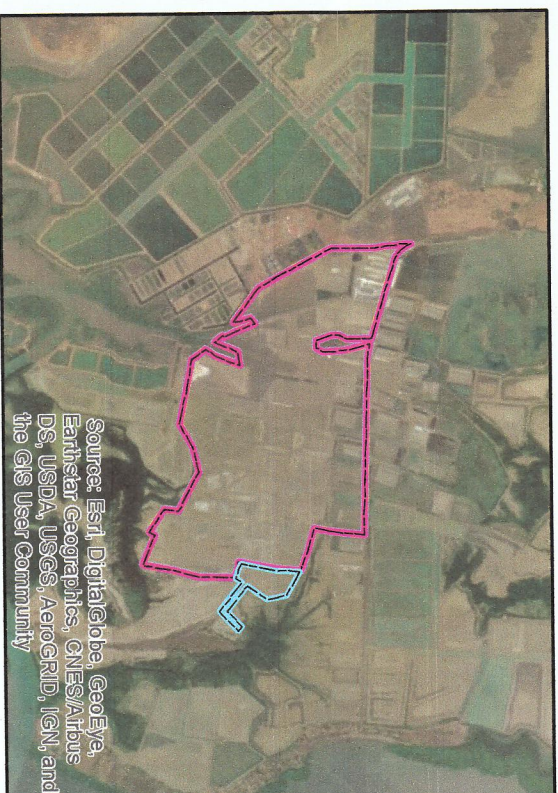 Source: Esri, DigitalGlobe, GeoEye,
Earthstar Geographics, CNES/Airbus
DS, USDA, USGS, AeroGRID, IGN, and
the GIS User Community